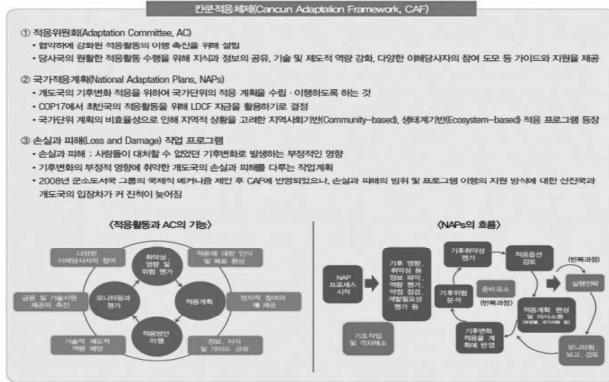 칸쿤적응체제(Cancun Adaptation Framework, CAF)
① 적응위원회(Adaptation Committee, AC)
• 협약하에 강화된 적응활동의 이행 촉진을 위해 설립
• 당사국의 원활한 적응활동 수행을 위해 지식과 정보의 공유, 기술 및 제도적 역량 강화, 다양한 이해당사자의 참여 도모 등 가이드와 지원을 제공
② 국가적응계획(National Adaptation Plans, NAPs)
• 개도국의 기후변화 적응을 위하여 국가단위의 적응 계획을 수립 · 이행하도록 하는 것
• COP17에서 최빈국의 적응활동을 위해 LDCF 자금을 활용하기로 결정
• 국가단위 계획의 비효율성으로 인해 지역적 상황을 고려한 지역사회기반(Community-based), 생태계기반(Ecosystem-based) 적응 프로그램 등장
③ 손실과 피해(Loss and Damage) 작업 프로그램
• 손실과 피해 : 사람들이 대처할 수 없었던 기후변화로 발생하는 부정적인 영향
• 기후변화의 부정적 영향에 취약한 개도국의 손실과 피해를 다루는 작업계획
• 2008년 군소도서국 그룹의 국제적 메커니즘 제안 후 CAF에 반영되었으나, 손실과 피해의 범위 및 프로그램 이행의 지원 방식에 대한 선진국과
개도국의 입장차가 커 진척이 늦어짐
<적응활동과 AC의 기능>
다양한
이해당사자의 참여
취약성,
영향 및
위험 평가
적응에 대한 인식
및 목표 향상
금융 및 기술지원
제공의 촉진
모니터링과
평가
적응계획
정치적 참여의
제공
기술적 제도적
역량 배양
적응방안
이행
정보, 지식
및 가이드 공유
<NAPs의 흐름>
NAP
프로세스
시작
기후 영향,
취약성 등
정보 파악,
역량 평가,
약정 점검,
개발필요성
평가 등
기초작업
및 격차해소
기후취약성
평가
적응옵션
검토
(반복과정)
기후위험
분석
준비요소
(반복과정)
실행전략
적응계획 편성
및 의사소통
기후변화
적응을 계
획에 반영
모니터링,
보고, 검토